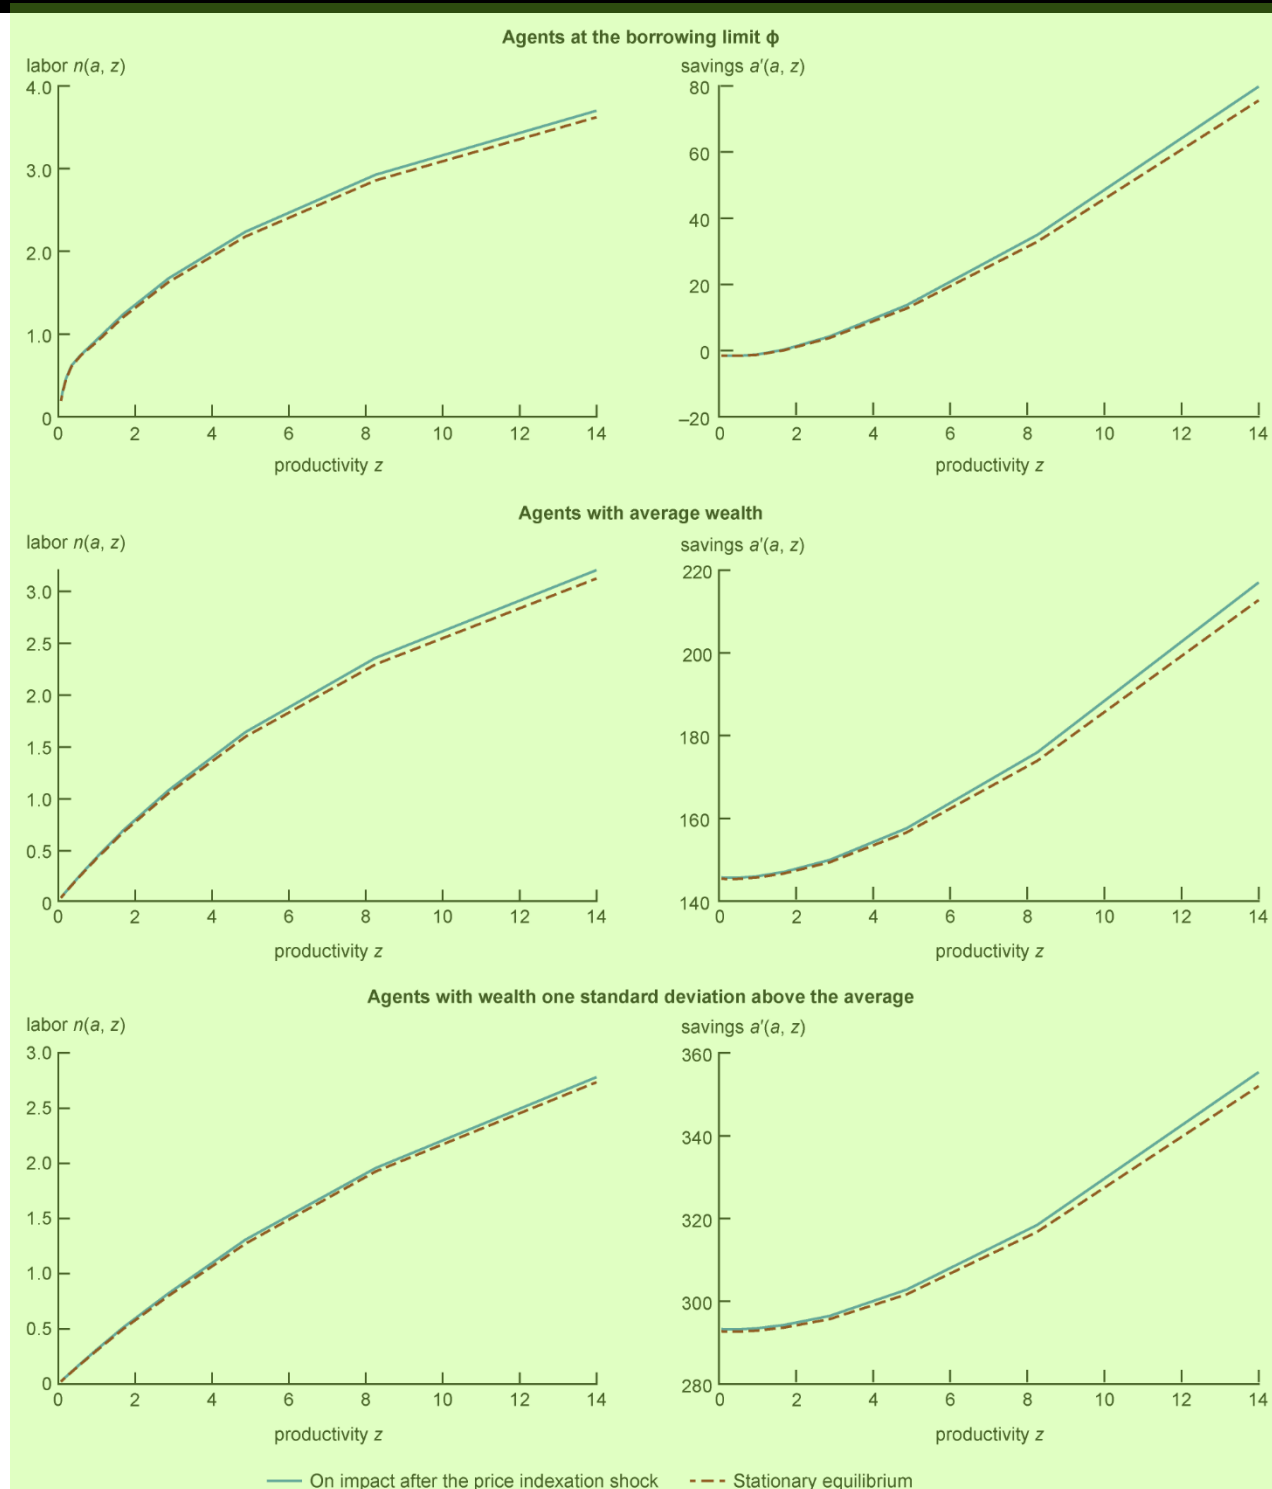 Agents at the borrowing limit ϕ
labor n(a, z)
savings a′(a, z)
4.0
3.0
2.0
1.0
0
0 2 4 6 8 10 12 14
productivity z
80
60
40
20
0
–20
0 2 4 6 8 10 12 14
productivity z
Agents with average wealth
labor n(a, z)
savings a′(a, z)
3.0
2.5
2.0
1.5
1.0
0.5
0
0 2 4 6 8 10 12 14
productivity z
220
200
180
160
140
0 2 4 6 8 10 12 14
productivity z
Agents with wealth one standard deviation above the average
labor n(a, z)
savings a′(a, z)
3.0
2.5
2.0
1.5
1.0
0.5
0
0 2 4 6 8 10 12 14
productivity z
360
340
320
300
280
0 2 4 6 8 10 12 14
productivity z
On impact after the price indexation shock
Stationary equilibrium